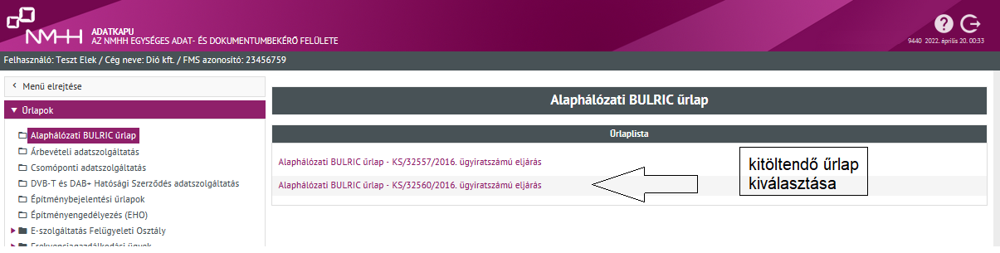 NMHH
ADATKAPU
AZ NMHH EGYSÉGES ADAT- ÉS DOKUMENTUMBEKÉRŐ FELÜLETE
?
9440 2022. április 20. 00:33
Felhasználó: Teszt Elek / Cég neve: Dió kft. / FMS azonosító: 23456759
Menü elrejtése
Űrlapok
Alaphálózati BULRIC űrlap
Árbevételi adatszolgáltatás
Csomóponti adatszolgáltatás
DVB-T és DAB+ Hatósági Szerződés adatszolgáltatás
Építménybejelentési űrlapok
Építményengedélyezés (EHO)
E-szolgáltatás Felügyeleti Osztály
Frekvenciagazdálkodási ügyek
Alaphálózati BULRIC űrlap
Űrlaplista
Alaphálózati BULRIC űrlap - KS/32557/2016. ügyiratszámú eljárás
Alaphálózati BULRIC űrlap - KS/32560/2016. ügyiratszámú eljárás
kitöltendő űrlap
kiválasztása